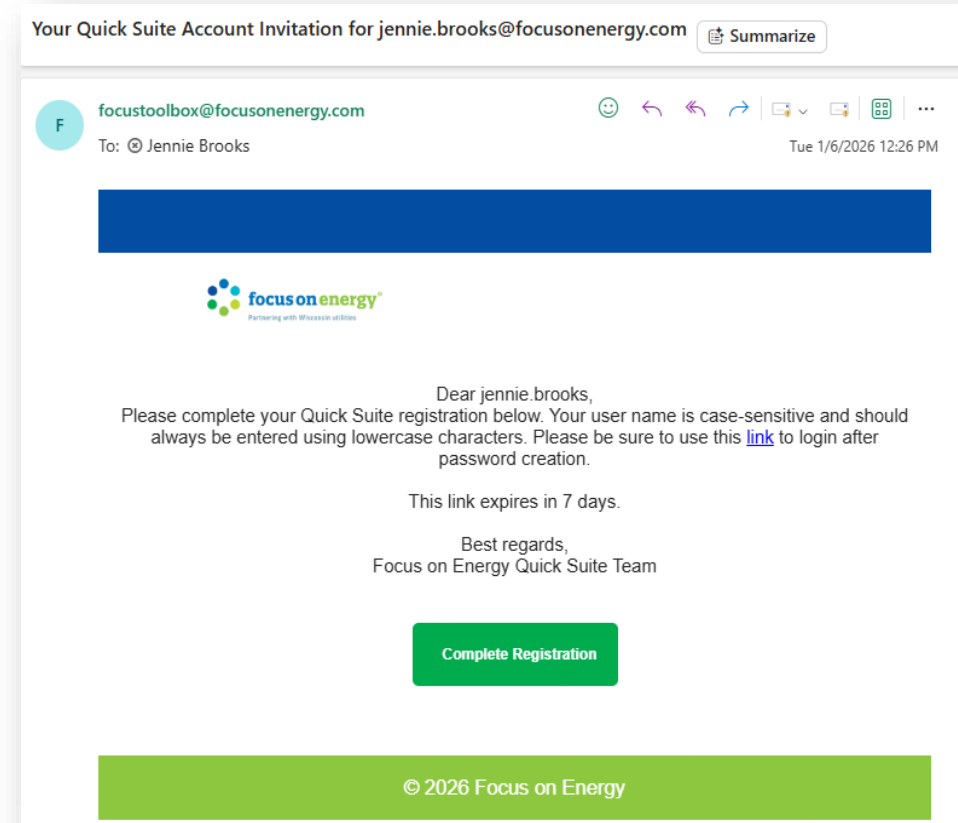 Your Quick Suite Account Invitation for jennie.brooks@focusonenergy.com Summarize
F
focustoolbox@focusonenergy.com
To: Jennie Brooks
Tue 1/6/2026 12:26 PM
focus on energy®
Partnering with Wisconsin utilities
Dear jennie.brooks,
Please complete your Quick Suite registration below. Your user name is case-sensitive and should
always be entered using lowercase characters. Please be sure to use this link to login after
password creation.
This link expires in 7 days.
Best regards,
Focus on Energy Quick Suite Team
Complete Registration
© 2026 Focus on Energy